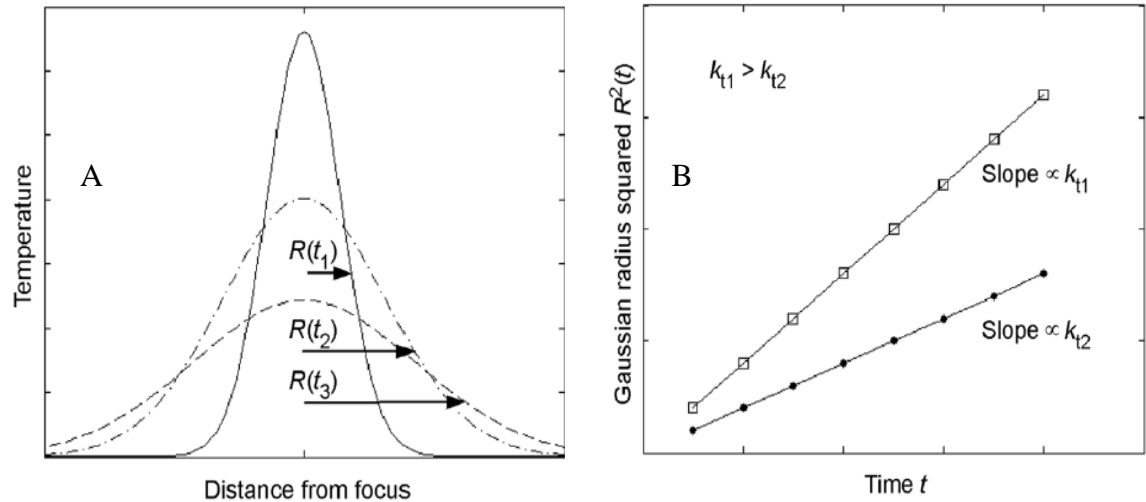 A
Temperature
R(t₁)
R(t₂)
R(t₃)
Distance from focus
B
Gaussian radius squared R²(t)
kₜ₁ > kₜ₂
Slope ∝ kₜ₁
Slope ∝ kₜ₂
Time t